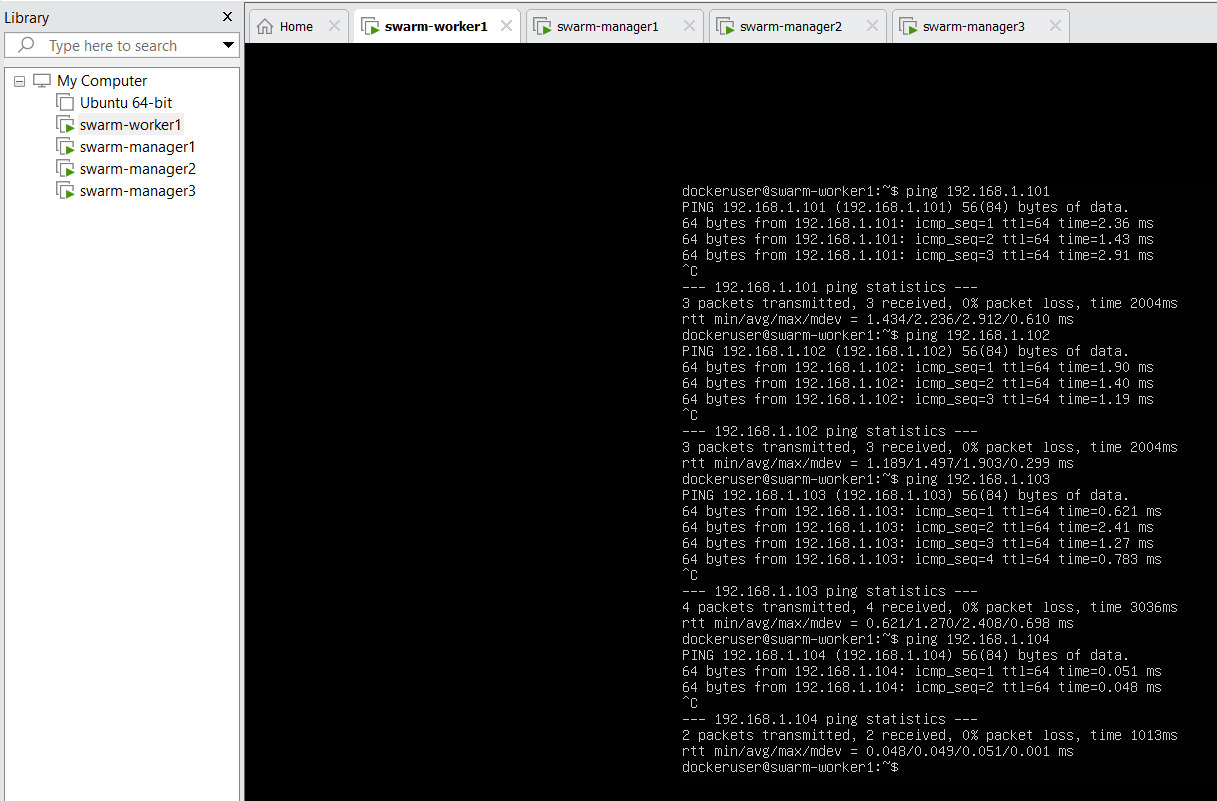 Library
Type here to search
My Computer
Ubuntu 64-bit
swarm-worker1
swarm-manager1
swarm-manager2
swarm-manager3
Home
swarm-worker1
swarm-manager1
swarm-manager2
swarm-manager3
dockeruser@swarm-worker1:~$ ping 192.168.1.101
PING 192.168.1.101 (192.168.1.101) 56(84) bytes of data.
64 bytes from 192.168.1.101: icmp_seq=1 ttl=64 time=2.36 ms
64 bytes from 192.168.1.101: icmp_seq=2 ttl=64 time=1.43 ms
64 bytes from 192.168.1.101: icmp_seq=3 ttl=64 time=2.91 ms
^C
--- 192.168.1.101 ping statistics ---
3 packets transmitted, 3 received, 0% packet loss, time 2004ms
rtt min/avg/max/mdev = 1.434/2.236/2.912/0.610 ms
dockeruser@swarm-worker1:~$ ping 192.168.1.102
PING 192.168.1.102 (192.168.1.102) 56(84) bytes of data.
64 bytes from 192.168.1.102: icmp_seq=1 ttl=64 time=1.90 ms
64 bytes from 192.168.1.102: icmp_seq=2 ttl=64 time=1.40 ms
64 bytes from 192.168.1.102: icmp_seq=3 ttl=64 time=1.19 ms
^C
--- 192.168.1.102 ping statistics ---
3 packets transmitted, 3 received, 0% packet loss, time 2004ms
rtt min/avg/max/mdev = 1.189/1.497/1.903/0.299 ms
dockeruser@swarm-worker1:~$ ping 192.168.1.103
PING 192.168.1.103 (192.168.1.103) 56(84) bytes of data.
64 bytes from 192.168.1.103: icmp_seq=1 ttl=64 time=0.621 ms
64 bytes from 192.168.1.103: icmp_seq=2 ttl=64 time=2.41 ms
64 bytes from 192.168.1.103: icmp_seq=3 ttl=64 time=1.27 ms
64 bytes from 192.168.1.103: icmp_seq=4 ttl=64 time=0.783 ms
^C
--- 192.168.1.103 ping statistics ---
4 packets transmitted, 4 received, 0% packet loss, time 3036ms
rtt min/avg/max/mdev = 0.621/1.270/2.408/0.698 ms
dockeruser@swarm-worker1:~$ ping 192.168.1.104
PING 192.168.1.104 (192.168.1.104) 56(84) bytes of data.
64 bytes from 192.168.1.104: icmp_seq=1 ttl=64 time=0.051 ms
64 bytes from 192.168.1.104: icmp_seq=2 ttl=64 time=0.048 ms
^C
--- 192.168.1.104 ping statistics ---
2 packets transmitted, 2 received, 0% packet loss, time 1013ms
rtt min/avg/max/mdev = 0.048/0.049/0.051/0.001 ms
dockeruser@swarm-worker1:~$